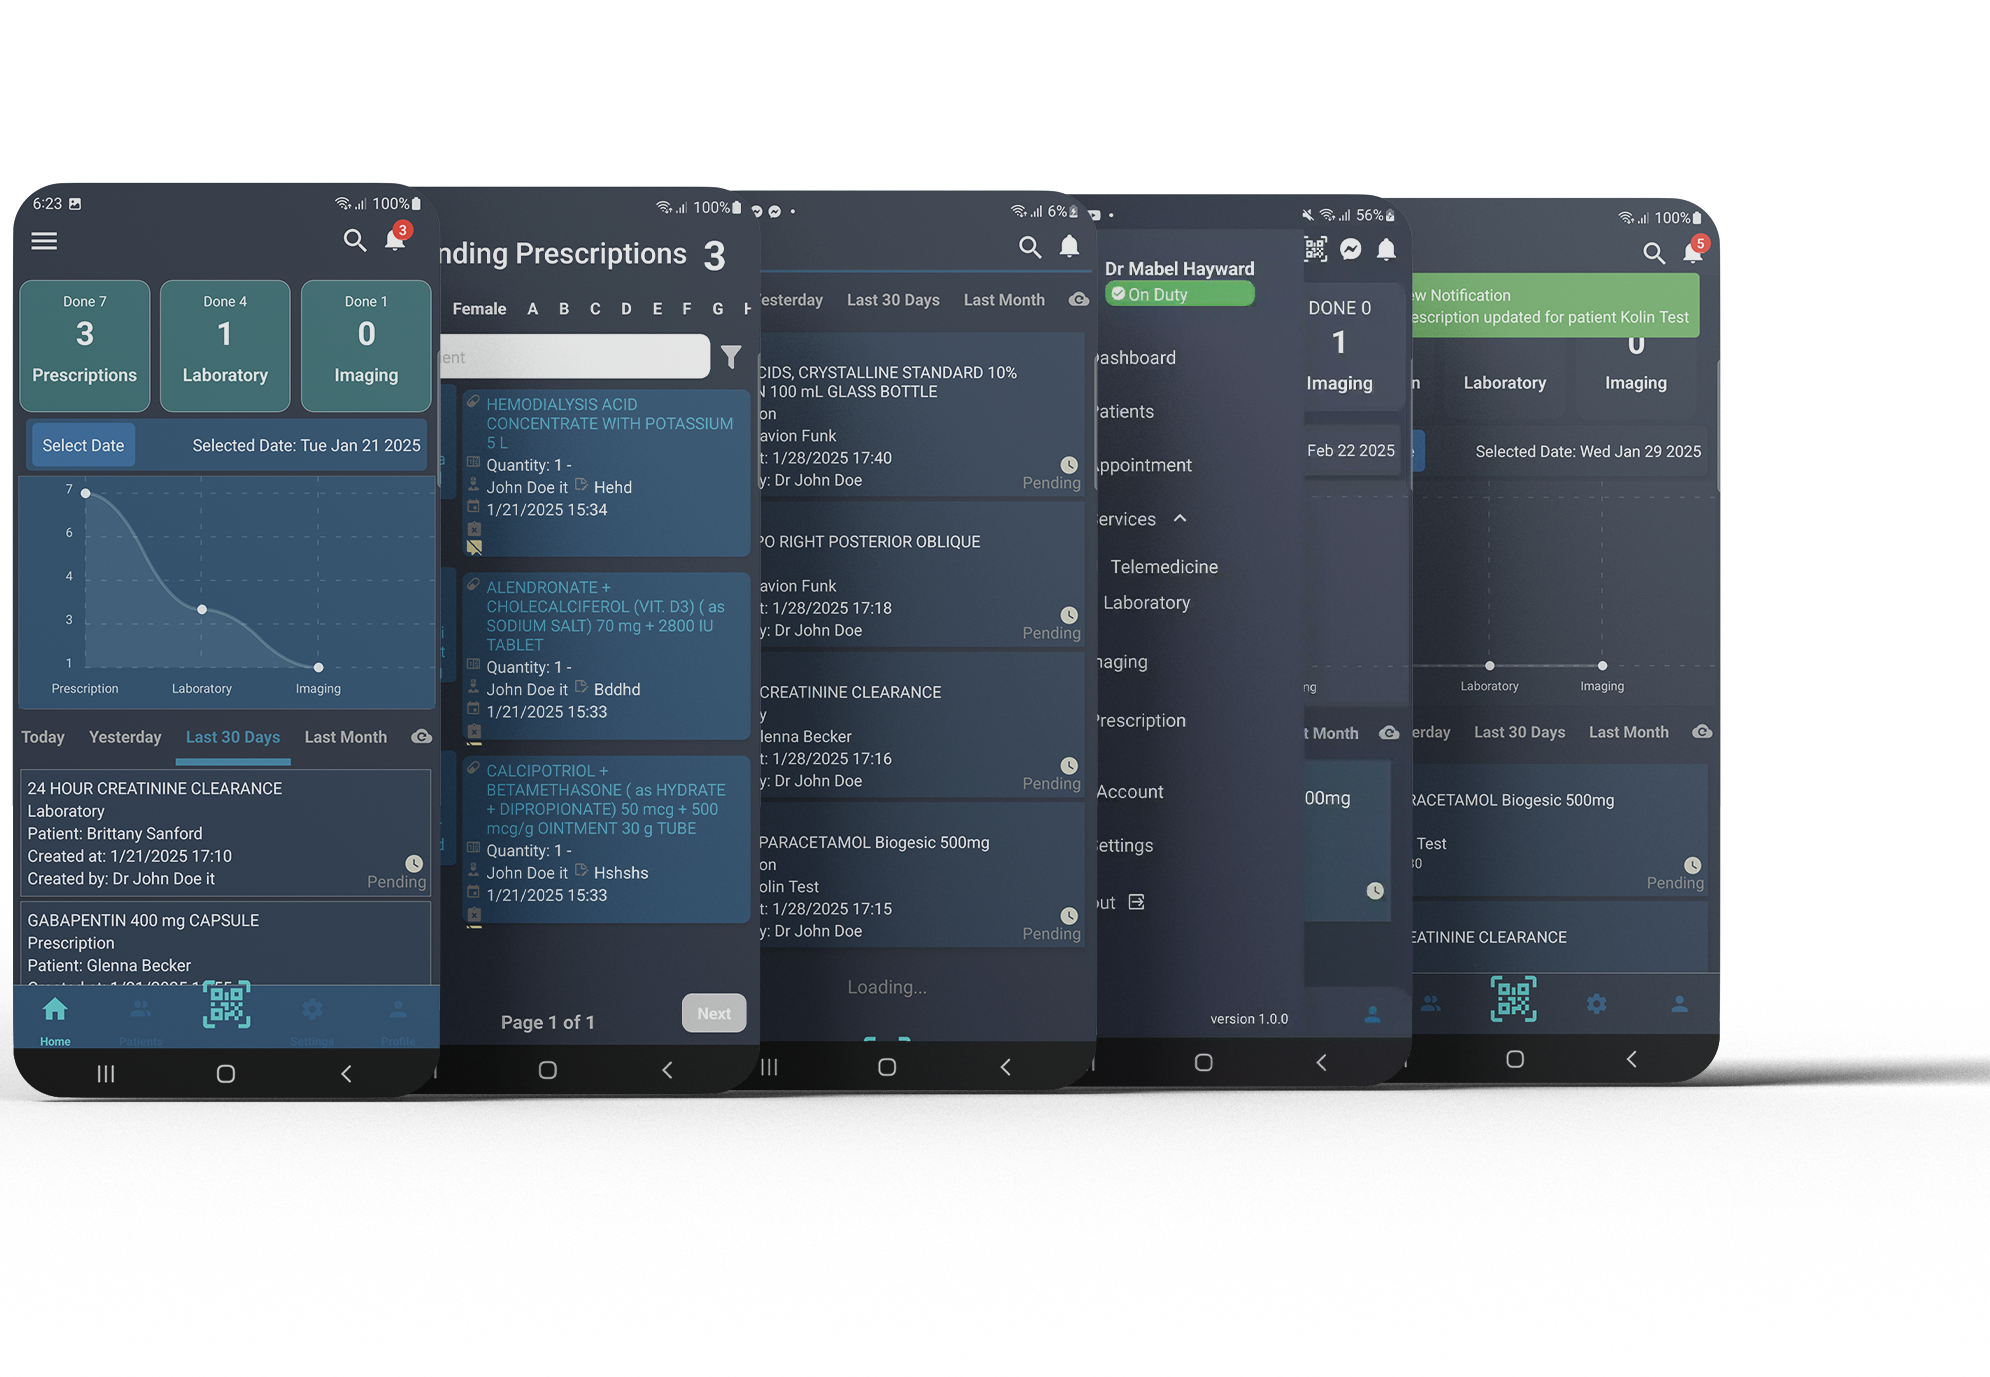 6:23
100%
3
Done 7
3
Prescriptions
Done 4
1
Laboratory
Done 1
0
Imaging
Select Date
Selected Date: Tue Jan 21 2025
7
6
4
3
1
Prescription
Laboratory
Imaging
Today
Yesterday
Last 30 Days
Last Month
24 HOUR CREATININE CLEARANCE
Laboratory
Patient: Brittany Sanford
Created at: 1/21/2025 17:10
Created by: Dr John Doe it
Pending
GABAPENTIN 400 mg CAPSULE
Prescription
Patient: Glenna Becker
Home
Patients
Settings
Profile
100%
nding Prescriptions 3
Female A B C D E F G H
ent
HEMODIALYSIS ACID
CONCENTRATE WITH POTASSIUM
5 L
Quantity: 1 -
John Doe it Hehd
1/21/2025 15:34
ALENDRONATE +
CHOLECALCIFEROL (VIT. D3) ( as
SODIUM SALT) 70 mg + 2800 IU
TABLET
Quantity: 1 -
John Doe it Bddhd
1/21/2025 15:33
CALCIPOTRIOL +
BETAMETHASONE ( as HYDRATE
+ DIPROPIONATE) 50 mcg + 500
mcg/g OINTMENT 30 g TUBE
Quantity: 1 -
John Doe it Hshshs
1/21/2025 15:33
Page 1 of 1
Next
6%
esterday
Last 30 Days
Last Month
CIDS, CRYSTALLINE STANDARD 10%
N 100 mL GLASS BOTTLE
on
avion Funk
t: 1/28/2025 17:40
y: Dr John Doe
Pending
PO RIGHT POSTERIOR OBLIQUE
avion Funk
t: 1/28/2025 17:18
y: Dr John Doe
Pending
CREATININE CLEARANCE
y
lenna Becker
t: 1/28/2025 17:16
y: Dr John Doe
Pending
PARACETAMOL Biogesic 500mg
on
olin Test
t: 1/28/2025 17:15
y: Dr John Doe
Pending
Loading...
56%
Dr Mabel Hayward
On Duty
ashboard
atients
ppointment
ervices
Telemedicine
Laboratory
naging
Prescription
Account
ettings
out
version 1.0.0
DONE 0
1
Imaging
Feb 22 2025
ng
t Month
00mg
100%
5
ew Notification
escription updated for patient Kolin Test
0
n
Laboratory
Imaging
e
Selected Date: Wed Jan 29 2025
Laboratory
Imaging
erday
Last 30 Days
Last Month
RACETAMOL Biogesic 500mg
Test
30
Pending
EATININE CLEARANCE